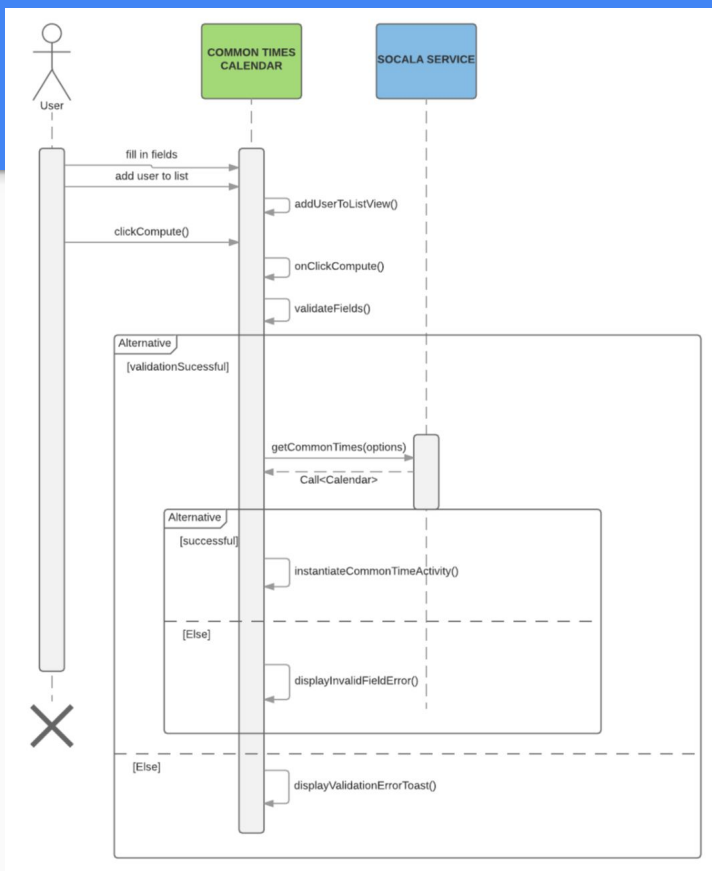 COMMON TIMES
CALENDAR
SOCALA SERVICE
User
fill in fields
add user to list
addUserToListView()
clickCompute()
onClickCompute()
validateFields()
Alternative
[validationSucessful]
getCommonTimes(options)
Call<Calendar>
Alternative
[successful]
instantiateCommonTimeActivity()
[Else]
displayInvalidFieldError()
[Else]
displayValidationErrorToast()